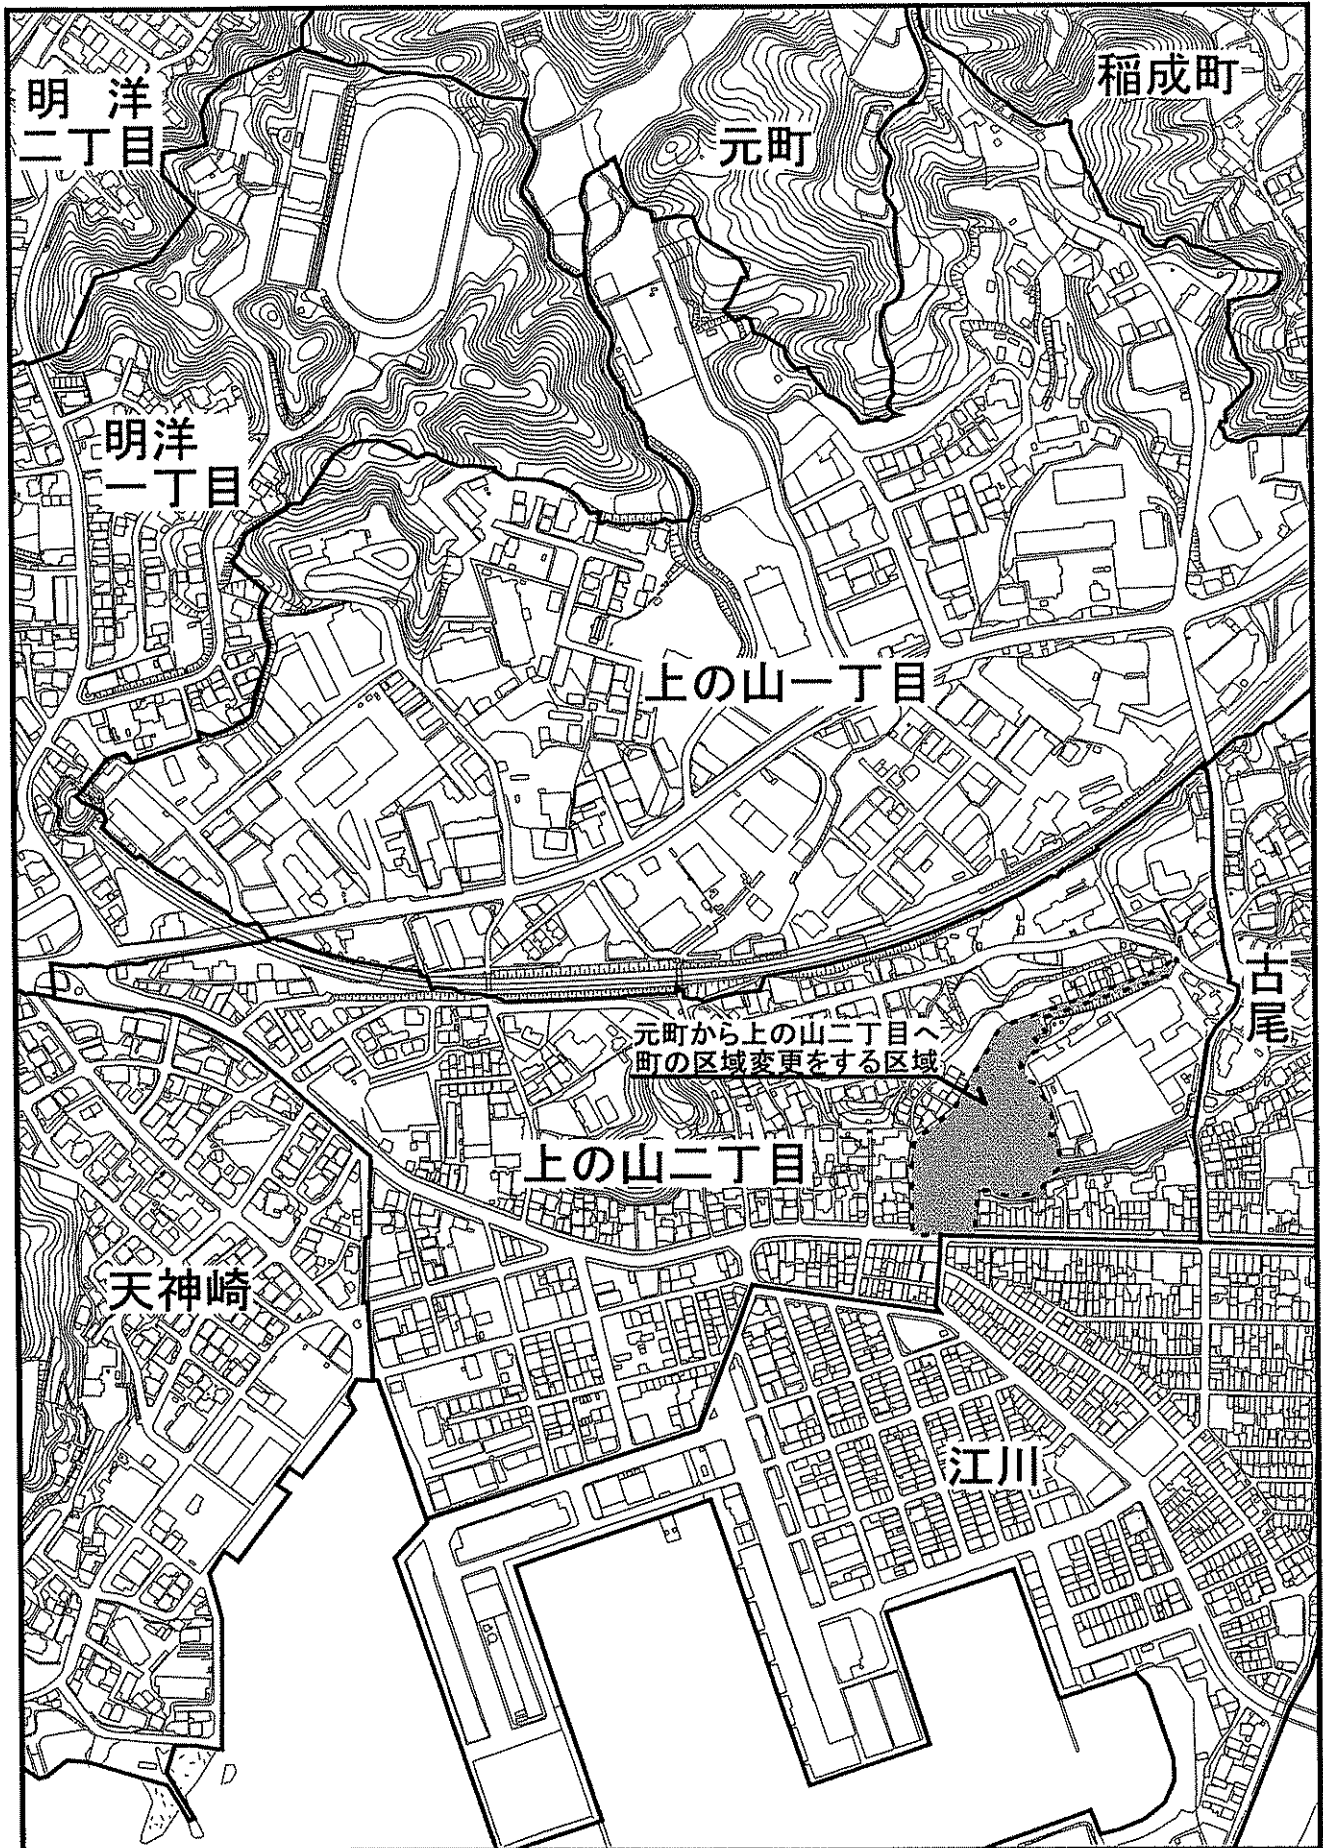 明洋
二丁目
元町
稲成町
明洋
一丁目
上の山一丁目
古尾
元町から上の山二丁目へ
町の区域変更をする区域
上の山二丁目
天神崎
江川